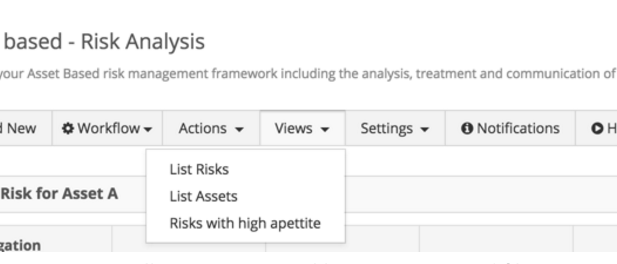 based - Risk Analysis
your Asset Based risk management framework including the analysis, treatment and communication of
New Workflow Actions Views Settings Notifications
List Risks
Risk for Asset A
List Assets
Risks with high apettite